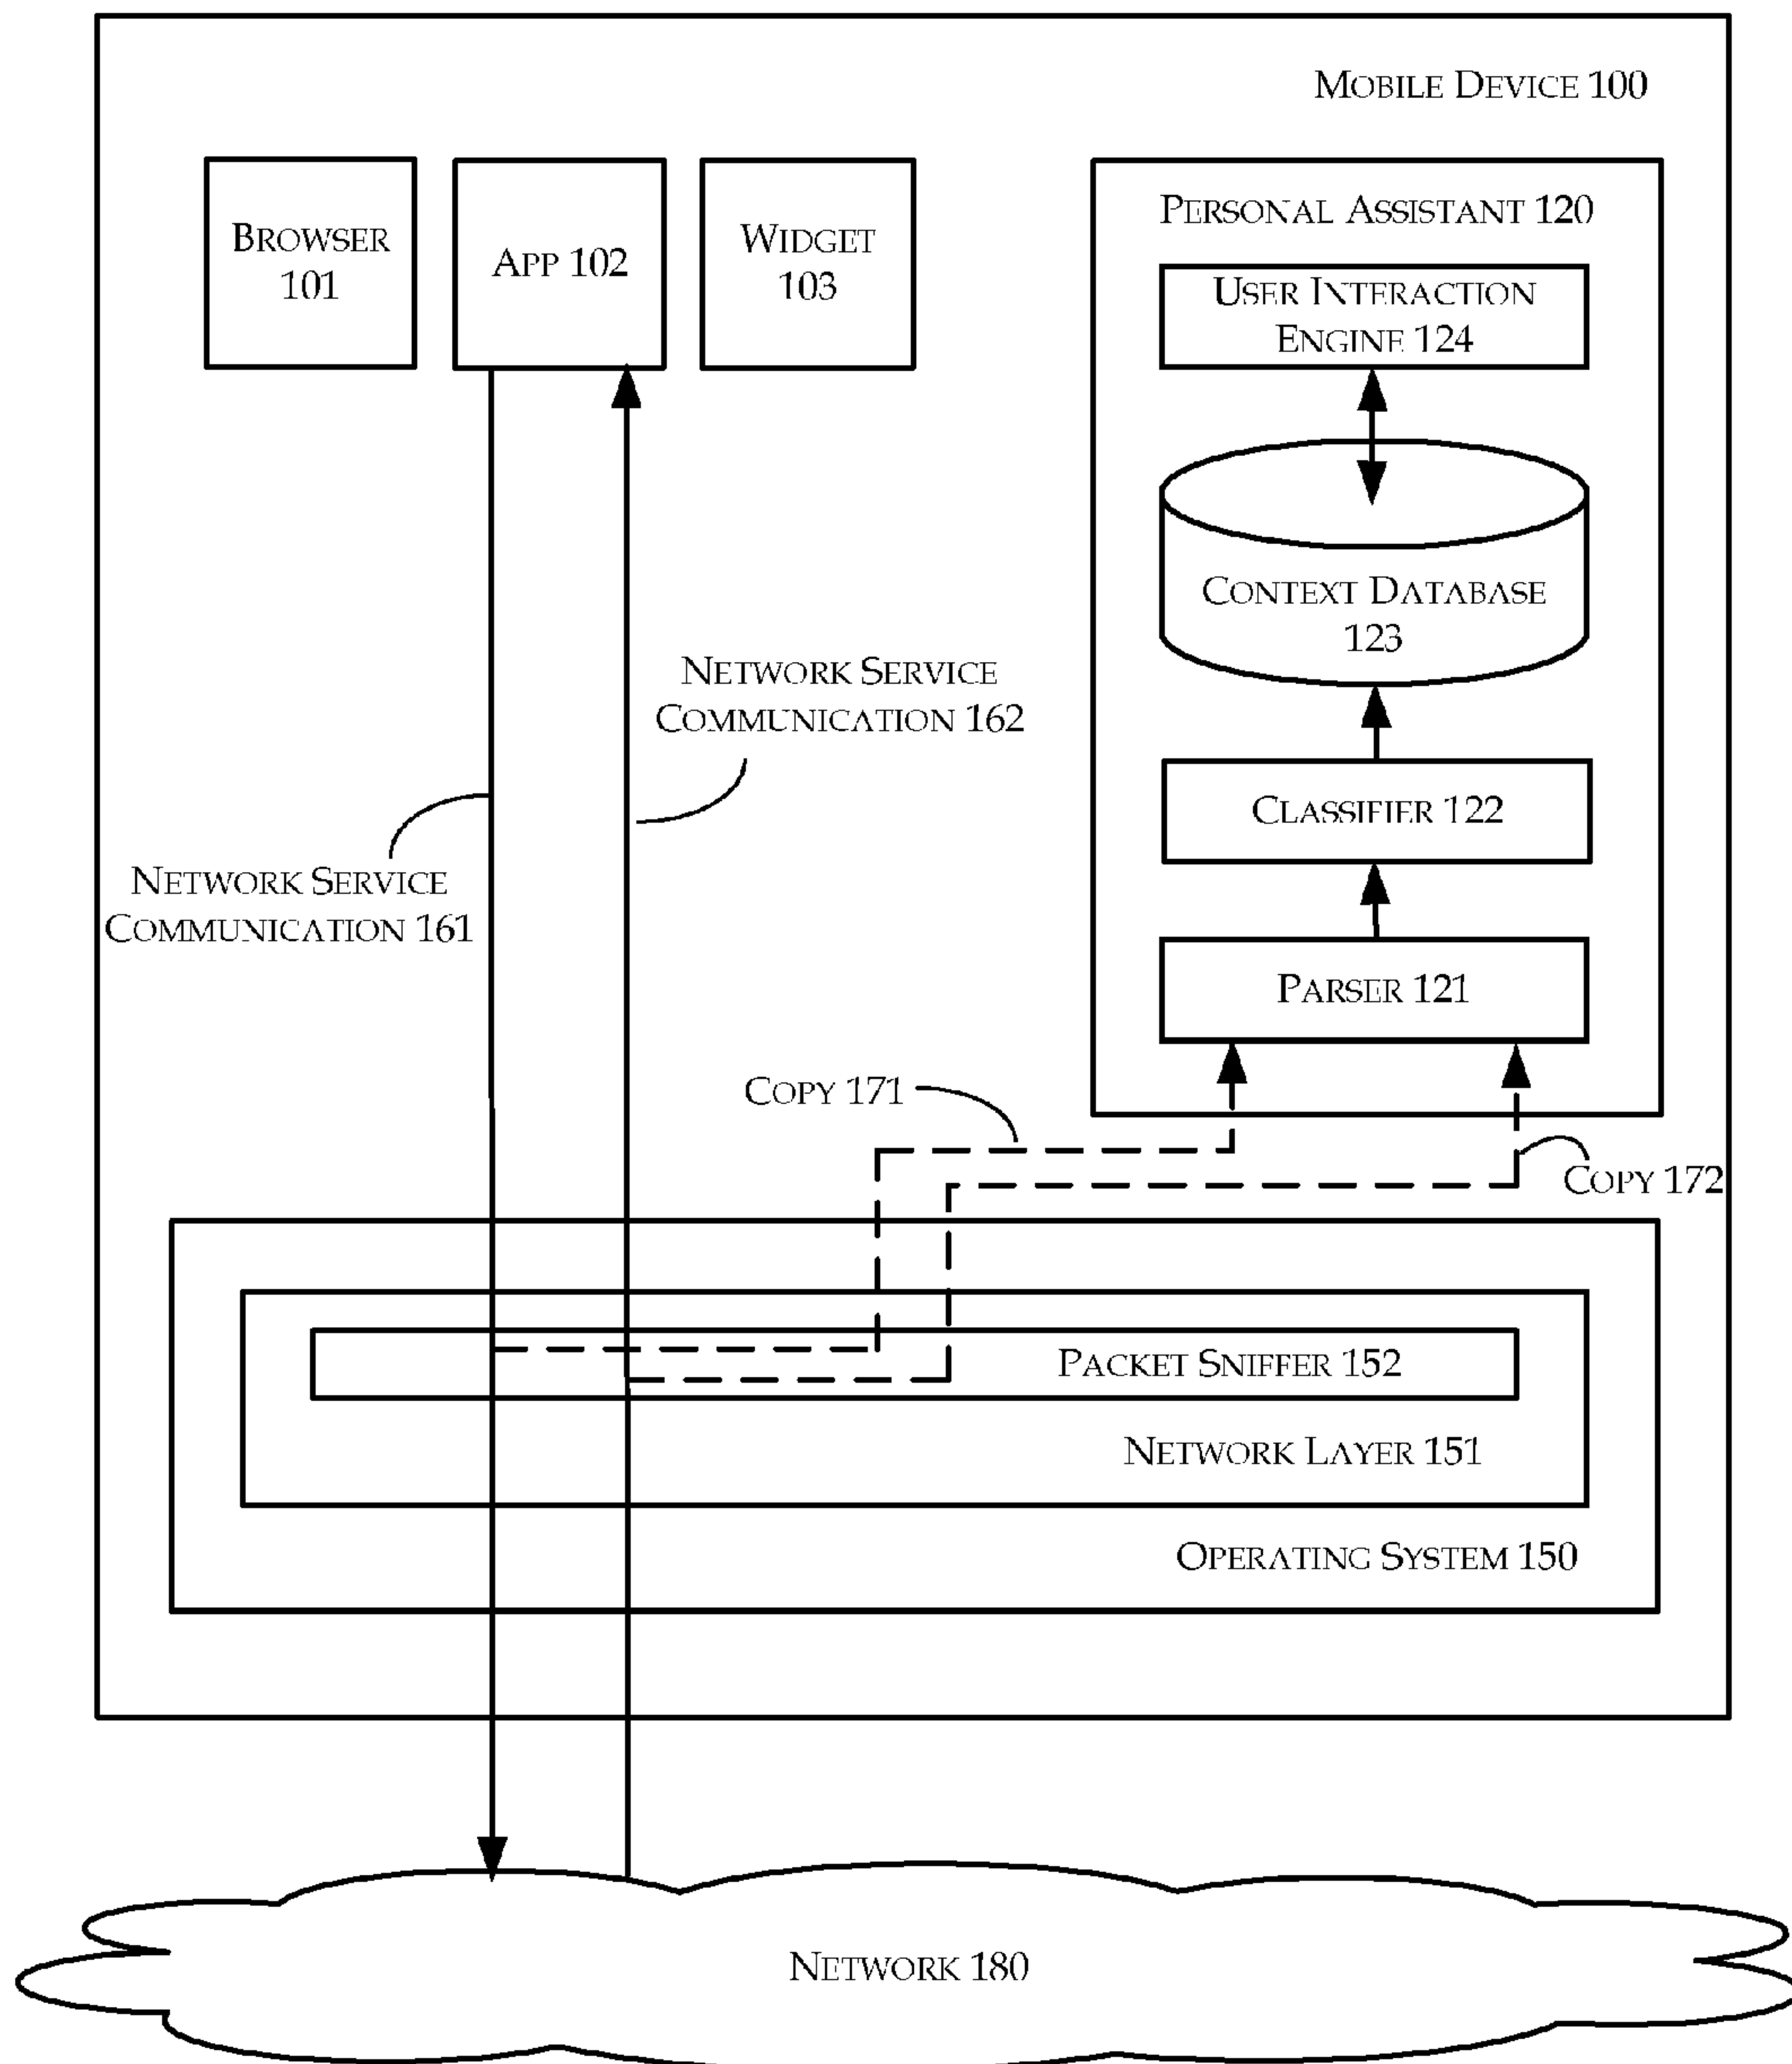 Mobile Device 100
Browser
101
App 102
Widget
103
Personal Assistant 120
User Interaction
Engine 124
Context Database
123
Network Service
Communication 162
Classifier 122
Network Service
Communication 161
Parser 121
Copy 171
Copy 172
Packet Sniffer 152
Network Layer 151
Operating System 150
Network 180